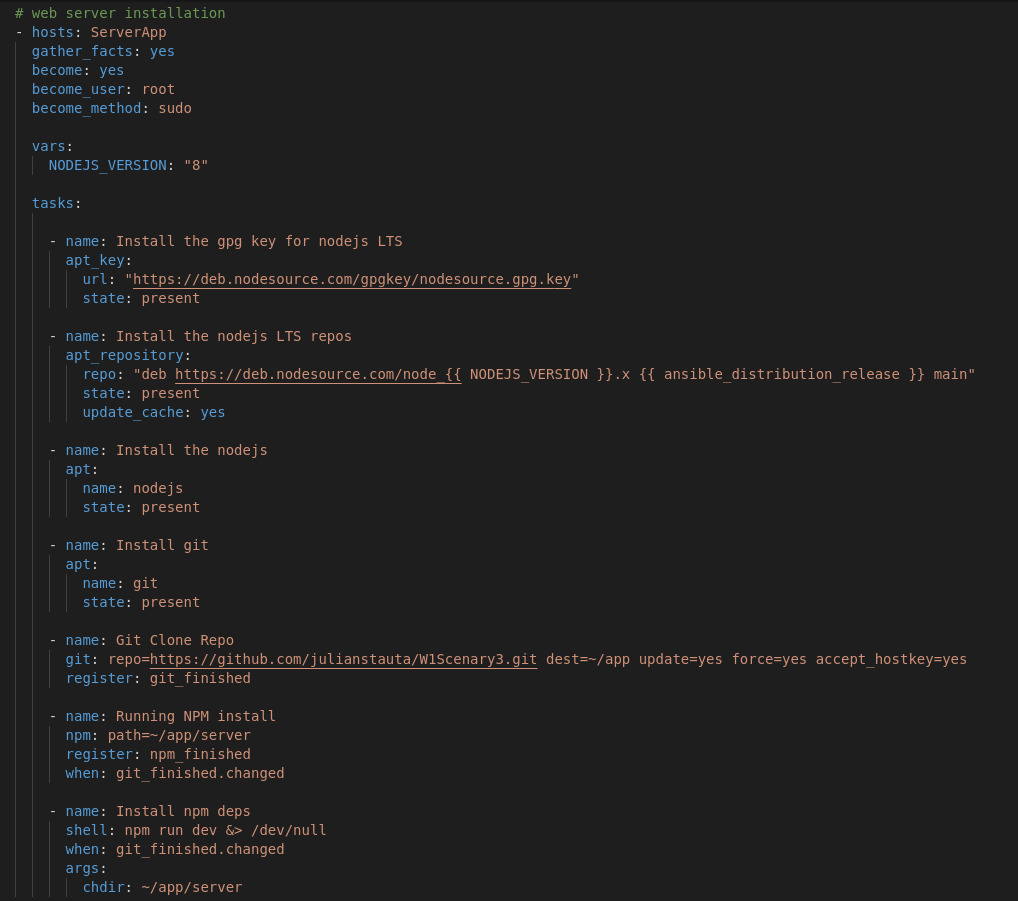 # web server installation
- hosts: ServerApp
gather_facts: yes
become: yes
become_user: root
become_method: sudo
vars:
NODEJS_VERSION: "8"
tasks:
- name: Install the gpg key for nodejs LTS
apt_key:
url: "https://deb.nodesource.com/gpgkey/nodesource.gpg.key"
state: present
- name: Install the nodejs LTS repos
apt_repository:
repo: "deb https://deb.nodesource.com/node_{{ NODEJS_VERSION }}.x {{ ansible_distribution_release }} main"
state: present
update_cache: yes
- name: Install the nodejs
apt:
name: nodejs
state: present
- name: Install git
apt:
name: git
state: present
- name: Git Clone Repo
git: repo=https://github.com/julianstauta/W1Scenary3.git dest=~/app update=yes force=yes accept_hostkey=yes
register: git_finished
- name: Running NPM install
npm: path=~/app/server
register: npm_finished
when: git_finished.changed
- name: Install npm deps
shell: npm run dev &> /dev/null
when: git_finished.changed
args:
chdir: ~/app/server